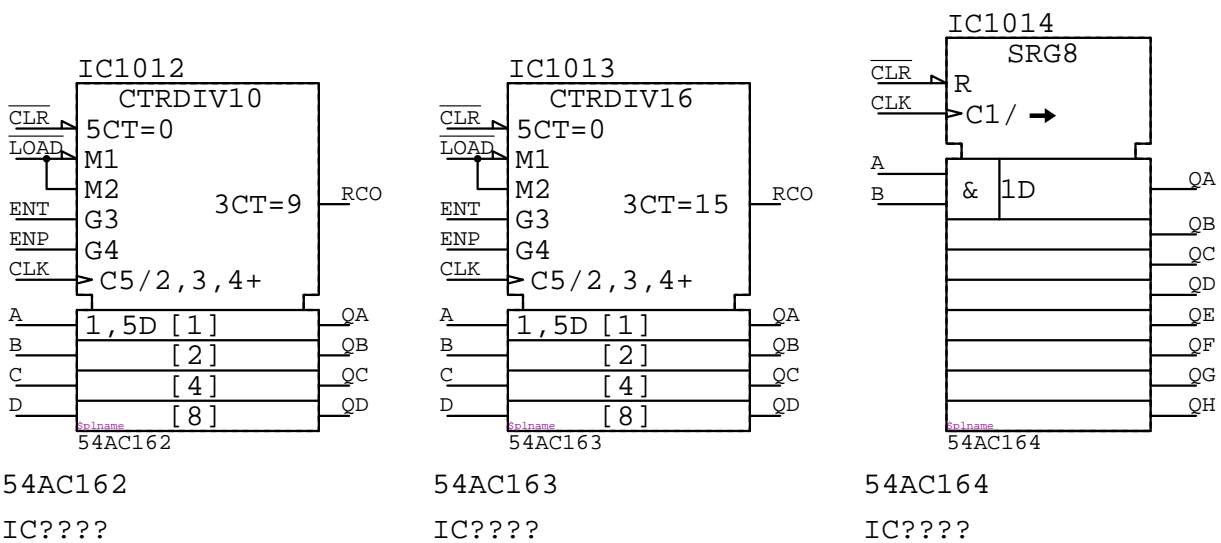 IC1012
CTRDIV10
CLR
5CT=0
LOAD
M1
M2
3CT=9
RCO
ENT
G3
ENP
G4
CLK
C5/2,3,4+
A
1,5D [1]
QA
B
[2]
QB
C
[4]
QC
D
[8]
QD
Splname
54AC162
54AC162
IC????
IC1013
CTRDIV16
CLR
5CT=0
LOAD
M1
M2
3CT=15
RCO
ENT
G3
ENP
G4
CLK
C5/2,3,4+
A
1,5D [1]
QA
B
[2]
QB
C
[4]
QC
D
[8]
QD
Splname
54AC163
54AC163
IC????
IC1014
SRG8
CLR
R
CLK
C1/ →
A
B
&
1D
QA
QB
QC
QD
QE
QF
QG
QH
Splname
54AC164
54AC164
IC????